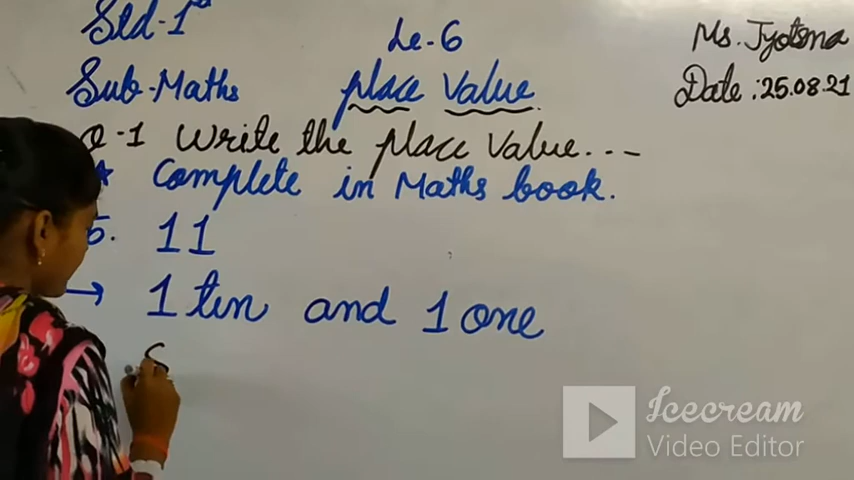 Std-1st
Le-6
Ms. Jyotsna
Sub-Maths
place Value.
Date :25.08.21
Q-1 Write the place Value...
* Complete in Maths book.
5. 11
→ 1 ten and 1 one
Icecream
Video Editor